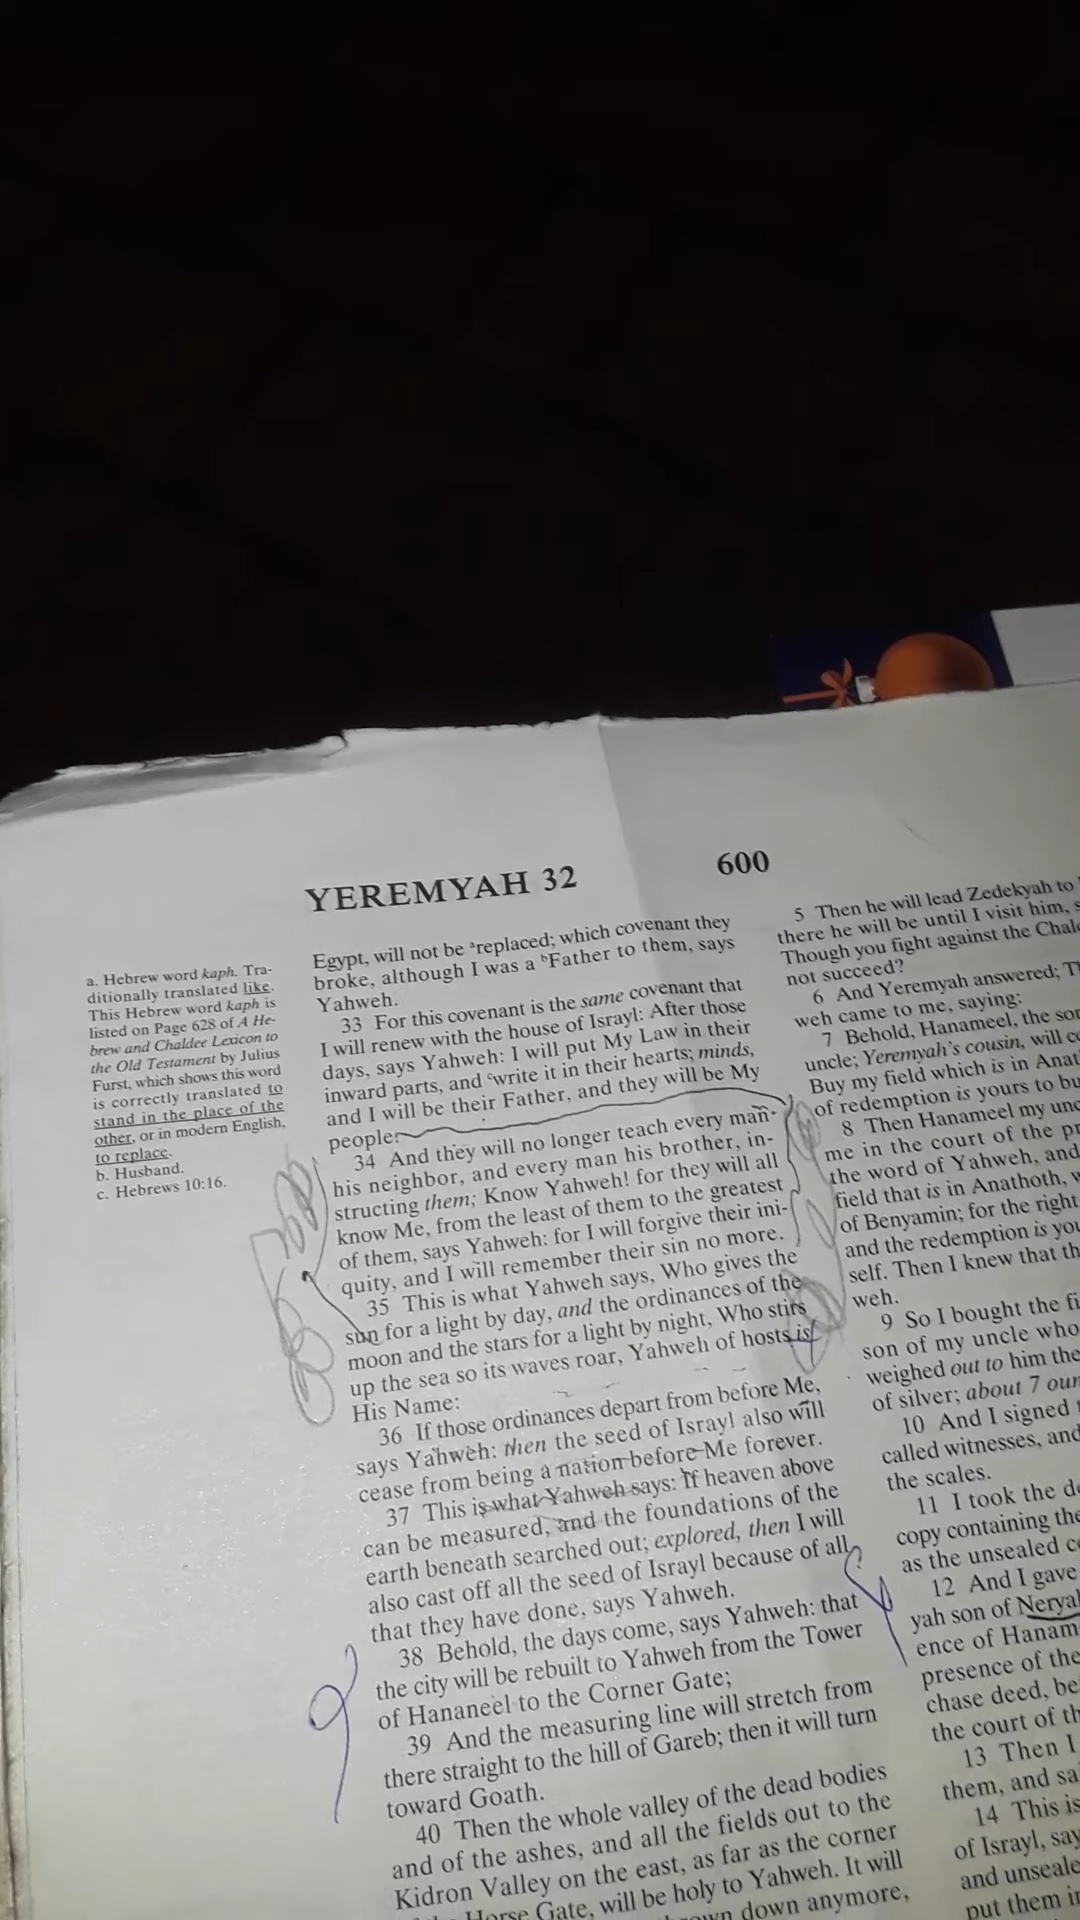 YEREMYAH 32
600
a. Hebrew word kaph. Tra-
ditionally translated like.
This Hebrew word kaph is
listed on Page 628 of A He-
brew and Chaldee Lexicon to
the Old Testament by Julius
Furst, which shows this word
is correctly translated to
stand in the place of the
other, or in modern English,
to replace.
b. Husband.
c. Hebrews 10:16.
Egypt, will not be ªreplaced; which covenant they
broke, although I was a ᵇFather to them, says
Yahweh.
33 For this covenant is the same covenant that
I will renew with the house of Israyl: After those
days, says Yahweh: I will put My Law in their
inward parts, and ᶜwrite it in their hearts; minds,
and I will be their Father, and they will be My
people.
34 And they will no longer teach every man
his neighbor, and every man his brother, in-
structing them; Know Yahweh! for they will all
know Me, from the least of them to the greatest
of them, says Yahweh: for I will forgive their ini-
quity, and I will remember their sin no more.
35 This is what Yahweh says, Who gives the
sun for a light by day, and the ordinances of the
moon and the stars for a light by night, Who stirs
up the sea so its waves roar, Yahweh of hosts is
His Name:
36 If those ordinances depart from before Me,
says Yahweh: then the seed of Israyl also will
cease from being a nation before Me forever.
37 This is what Yahweh says: If heaven above
can be measured, and the foundations of the
earth beneath searched out; explored, then I will
also cast off all the seed of Israyl because of all
that they have done, says Yahweh.
38 Behold, the days come, says Yahweh: that
the city will be rebuilt to Yahweh from the Tower
of Hananeel to the Corner Gate;
39 And the measuring line will stretch from
there straight to the hill of Gareb; then it will turn
toward Goath.
40 Then the whole valley of the dead bodies
and of the ashes, and all the fields out to the
Kidron Valley on the east, as far as the corner
Horse Gate, will be holy to Yahweh. It will
down anymore,
5 Then he will lead Zedekyah to
there he will be until I visit him,
Though you fight against the
not succeed?
6 And Yeremyah answered;
weh came to me, saying:
7 Behold, Hanameel, the
uncle; Yeremyah's cousin, will
Buy my field which is in
of redemption is yours to
8 Then Hanameel my
me in the court of the
the word of Yahweh, and
field that is in Anathoth,
of Benyamin; for the right
and the redemption is
self. Then I knew that
weh.
9 So I bought the
son of my uncle who
weighed out to him the
of silver; about 7
10 And I signed
called witnesses, and
the scales.
11 I took the
copy containing the
as the unsealed
12 And I gave
yah son of
ence of
presence of the
chase deed,
the court of
13 Then I
them, and
14 This is
of Israyl,
and
put them